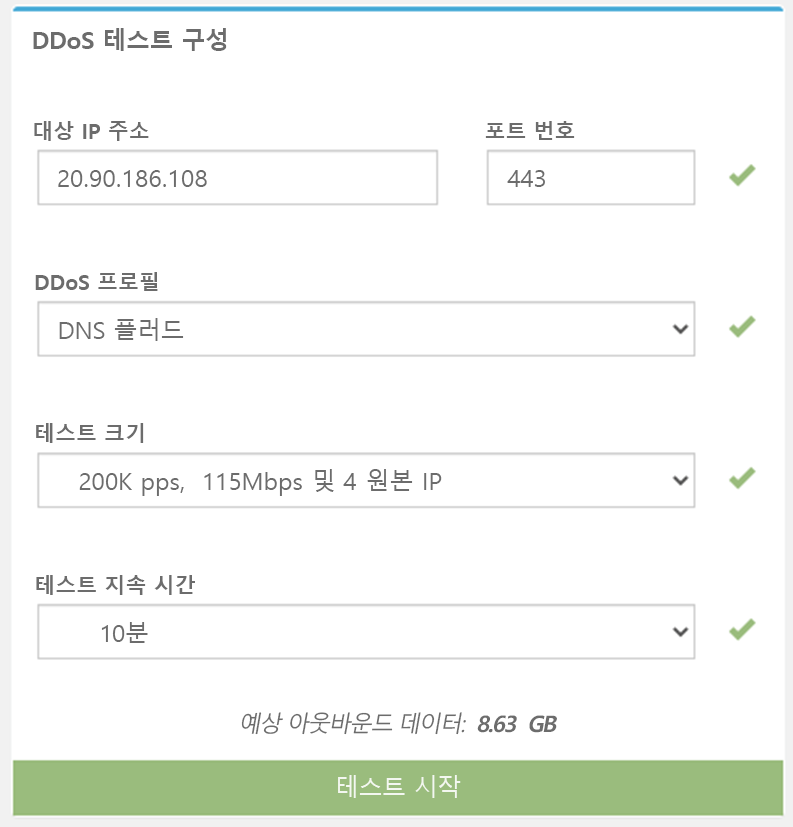 DDoS 테스트 구성
대상 IP 주소
포트 번호
20.90.186.108
443
DDoS 프로필
DNS 플러드
테스트 크기
200K pps, 115Mbps 및 4 원본 IP
테스트 지속 시간
10분
예상 아웃바운드 데이터: 8.63 GB
테스트 시작